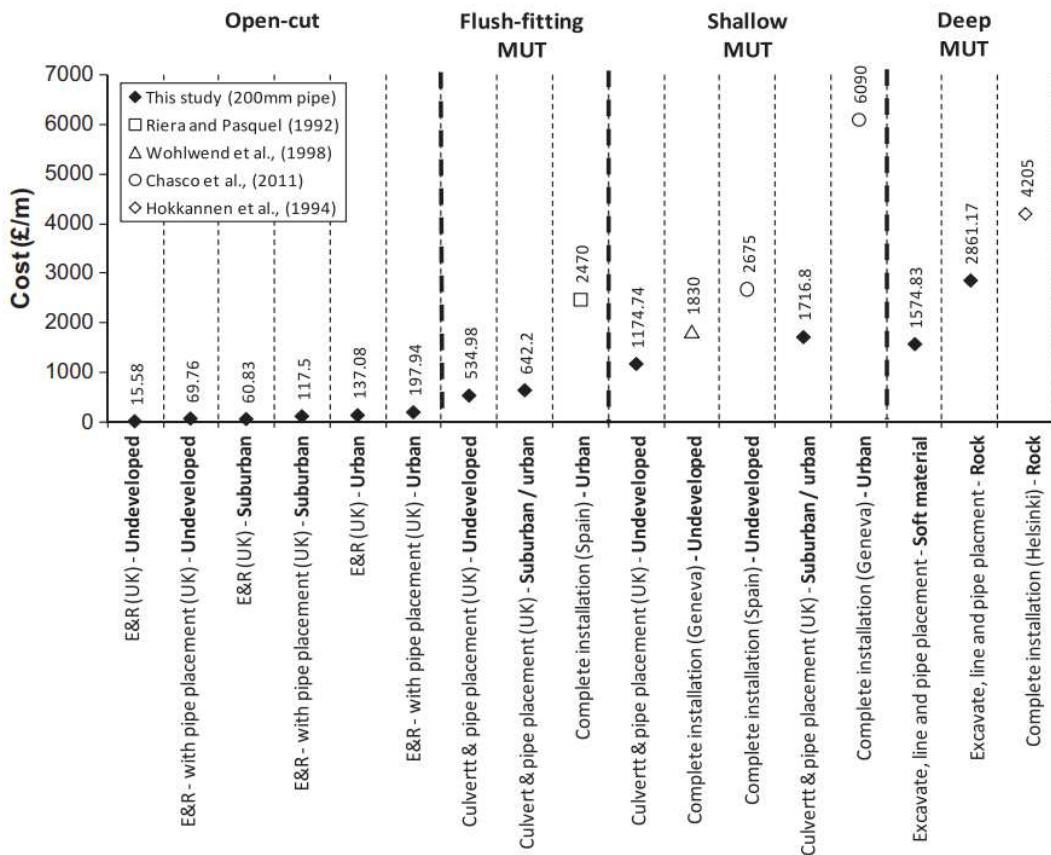 Open-cut
Flush-fitting
MUT
Shallow
MUT
Deep
MUT
Cost (£/m)
7000
6000
5000
4000
3000
2000
1000
0
This study (200mm pipe)
Riera and Pasquel (1992)
Wohlwend et al., (1998)
Chasco et al., (2011)
Hokkannen et al., (1994)
15.58
69.76
60.83
117.5
137.08
197.94
534.98
642.2
2470
1174.74
1830
2675
1716.8
6090
1574.83
2861.17
4205
E&R (UK) - Undeveloped
E&R - with pipe placement (UK) - Undeveloped
E&R (UK) - Suburban
E&R - with pipe placement (UK) - Suburban
E&R (UK) - Urban
E&R - with pipe placement (UK) - Urban
Culvertt & pipe placement (UK) - Undeveloped
Culvert & pipe placement (UK) - Suburban / urban
Complete installation (Spain) - Urban
Culvertt & pipe placement (UK) - Undeveloped
Complete installation (Geneva) - Undeveloped
Complete installation (Spain) - Undeveloped
Culvert & pipe placement (UK) - Suburban / urban
Complete installation (Geneva) - Urban
Excavate, line and pipe placement - Soft material
Excavate, line and pipe placment - Rock
Complete installation (Helsinki) - Rock